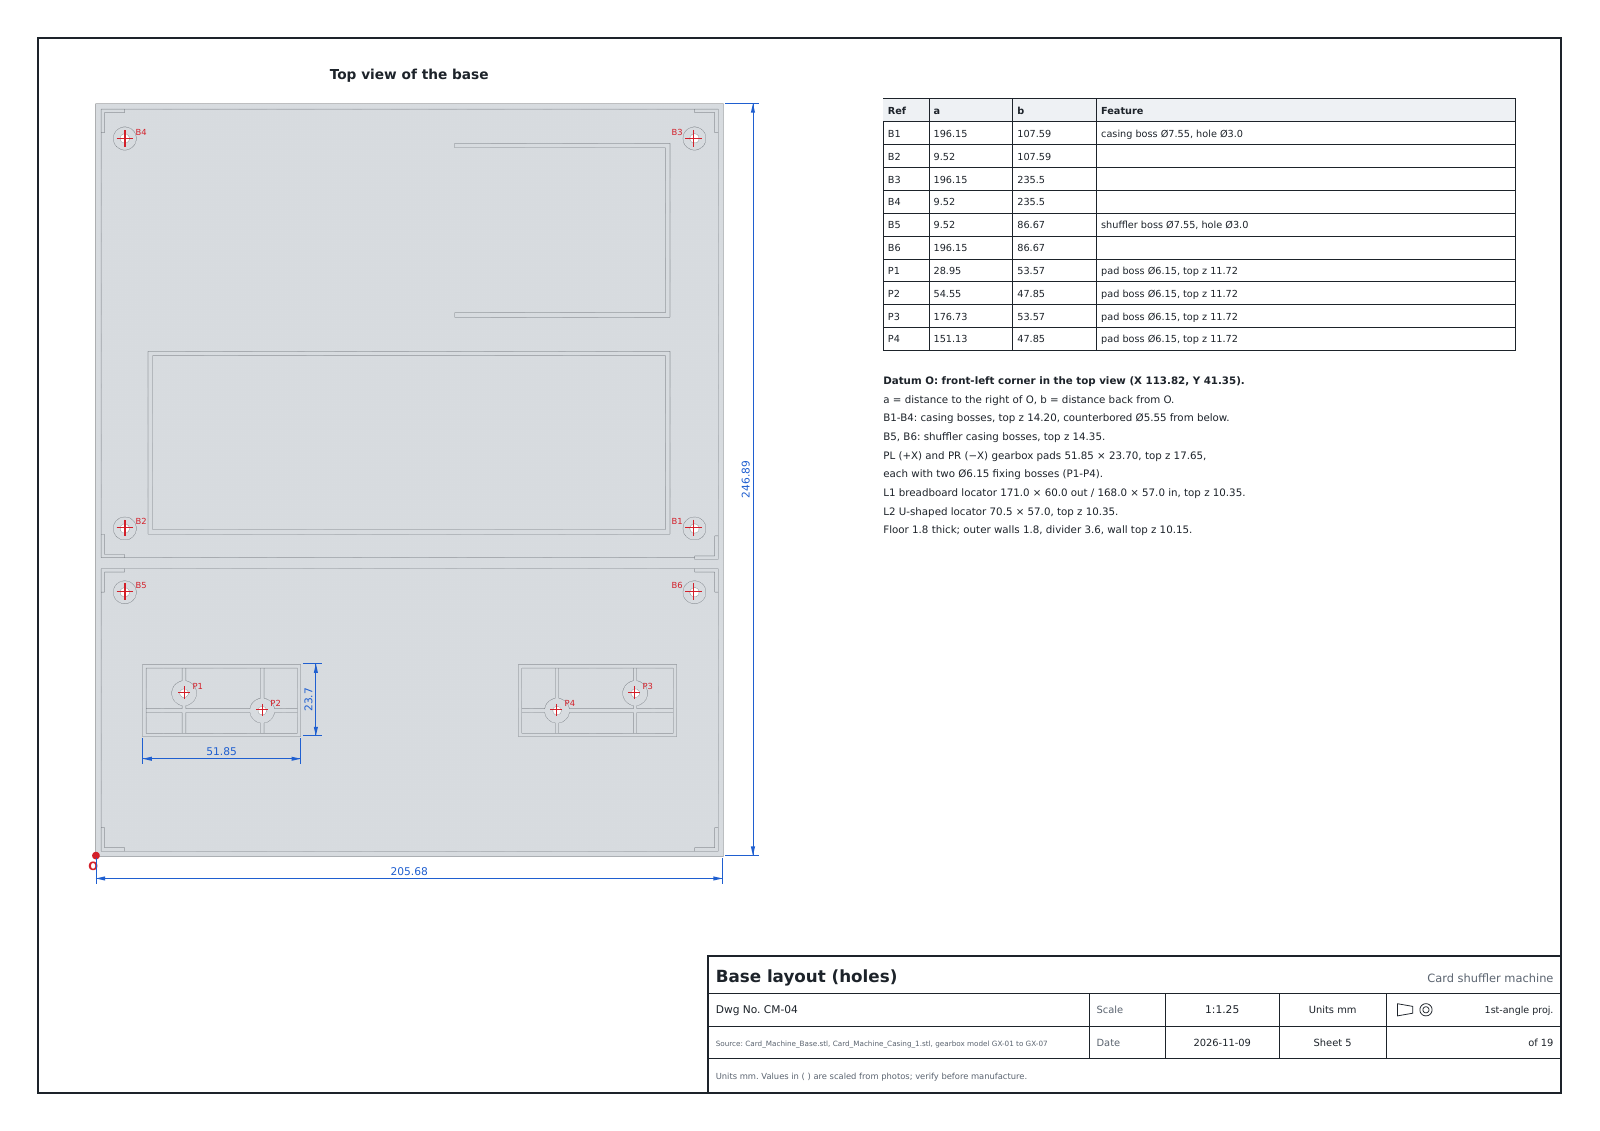 Top view of the base
B4
B3
B2
B1
B5
B6
P1
P2
P3
P4
23.7
51.85
246.89
O
205.68
Ref a b Feature
B1 196.15 107.59 casing boss Ø7.55, hole Ø3.0
B2 9.52 107.59
B3 196.15 235.5
B4 9.52 235.5
B5 9.52 86.67 shuffler boss Ø7.55, hole Ø3.0
B6 196.15 86.67
P1 28.95 53.57 pad boss Ø6.15, top z 11.72
P2 54.55 47.85 pad boss Ø6.15, top z 11.72
P3 176.73 53.57 pad boss Ø6.15, top z 11.72
P4 151.13 47.85 pad boss Ø6.15, top z 11.72
Datum O: front-left corner in the top view (X 113.82, Y 41.35).
a = distance to the right of O, b = distance back from O.
B1-B4: casing bosses, top z 14.20, counterbored Ø5.55 from below.
B5, B6: shuffler casing bosses, top z 14.35.
PL (+X) and PR (−X) gearbox pads 51.85 × 23.70, top z 17.65,
each with two Ø6.15 fixing bosses (P1-P4).
L1 breadboard locator 171.0 × 60.0 out / 168.0 × 57.0 in, top z 10.35.
L2 U-shaped locator 70.5 × 57.0, top z 10.35.
Floor 1.8 thick; outer walls 1.8, divider 3.6, wall top z 10.15.
Base layout (holes) Card shuffler machine
Dwg No. CM-04 Scale 1:1.25 Units mm 1st-angle proj.
Source: Card_Machine_Base.stl, Card_Machine_Casing_1.stl, gearbox model GX-01 to GX-07 Date 2026-11-09 Sheet 5 of 19
Units mm. Values in ( ) are scaled from photos; verify before manufacture.